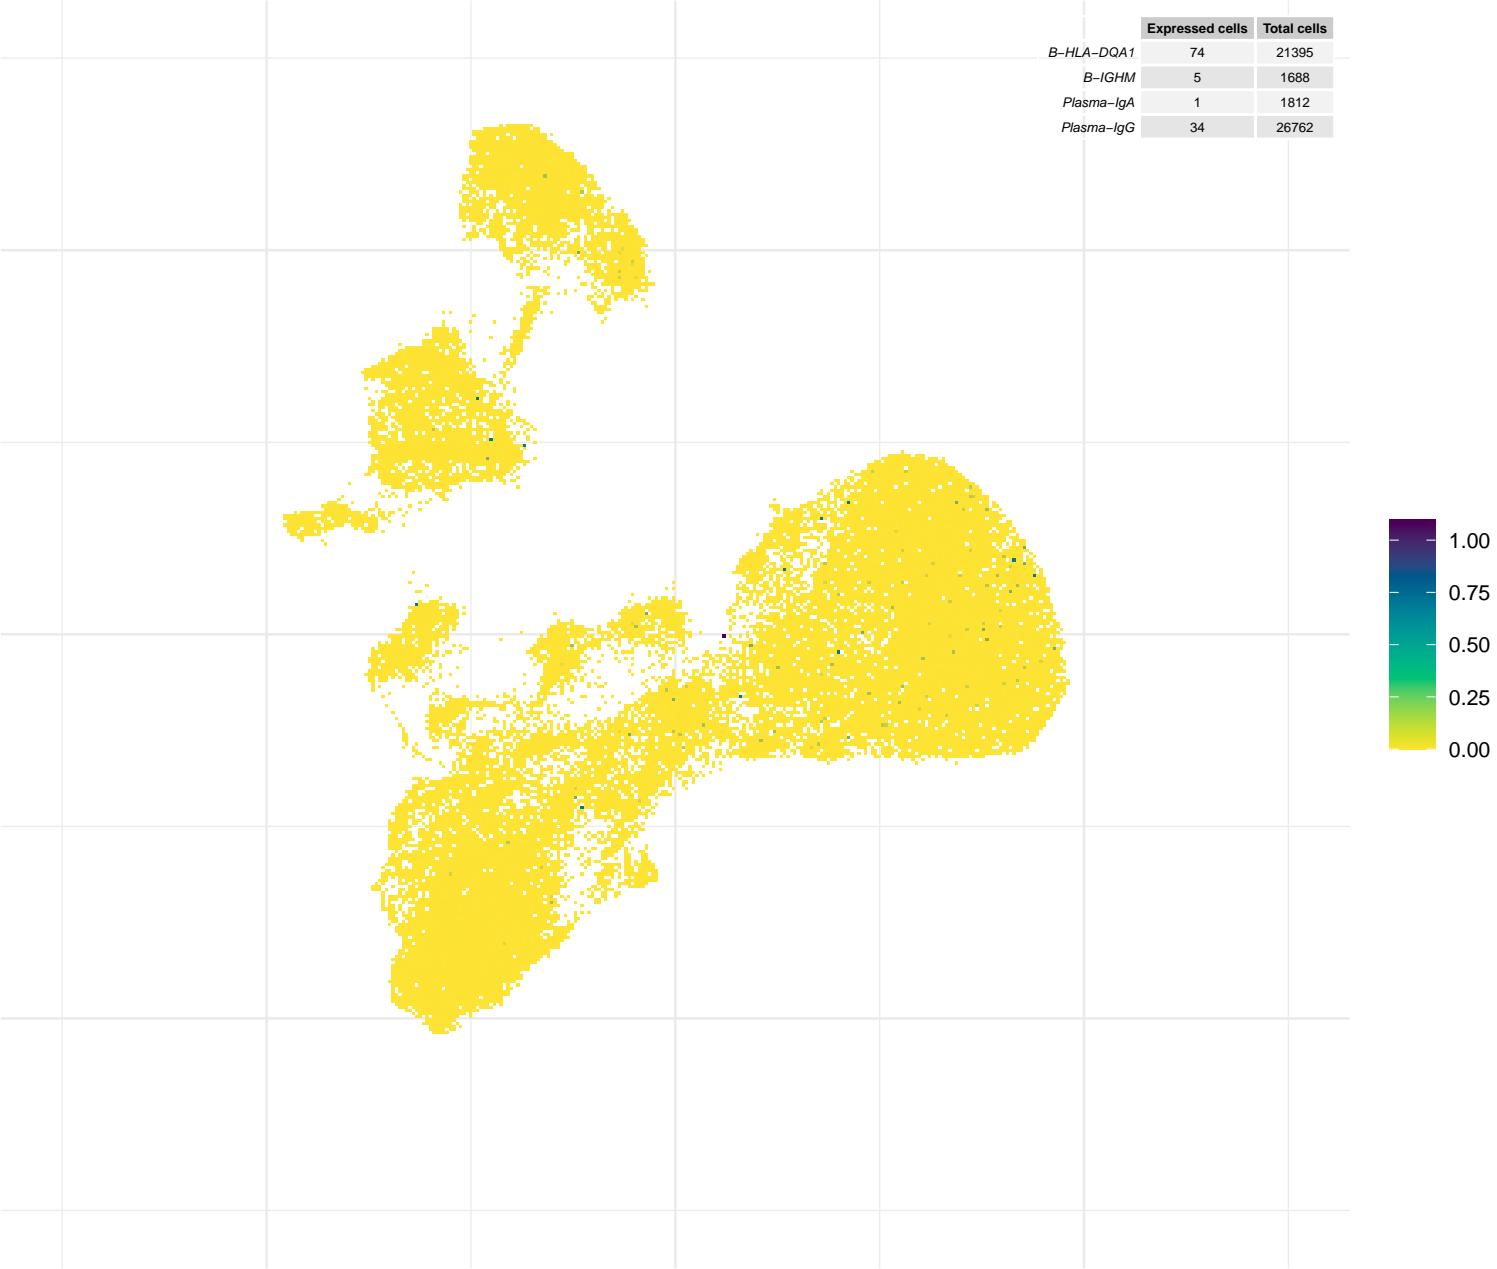 Expressed cells Total cells
B−HLA−DQA1 74 21395
B−IGHM 5 1688
Plasma−IgA 1 1812
Plasma−IgG 34 26762
1.00
0.75
0.50
0.25
0.00